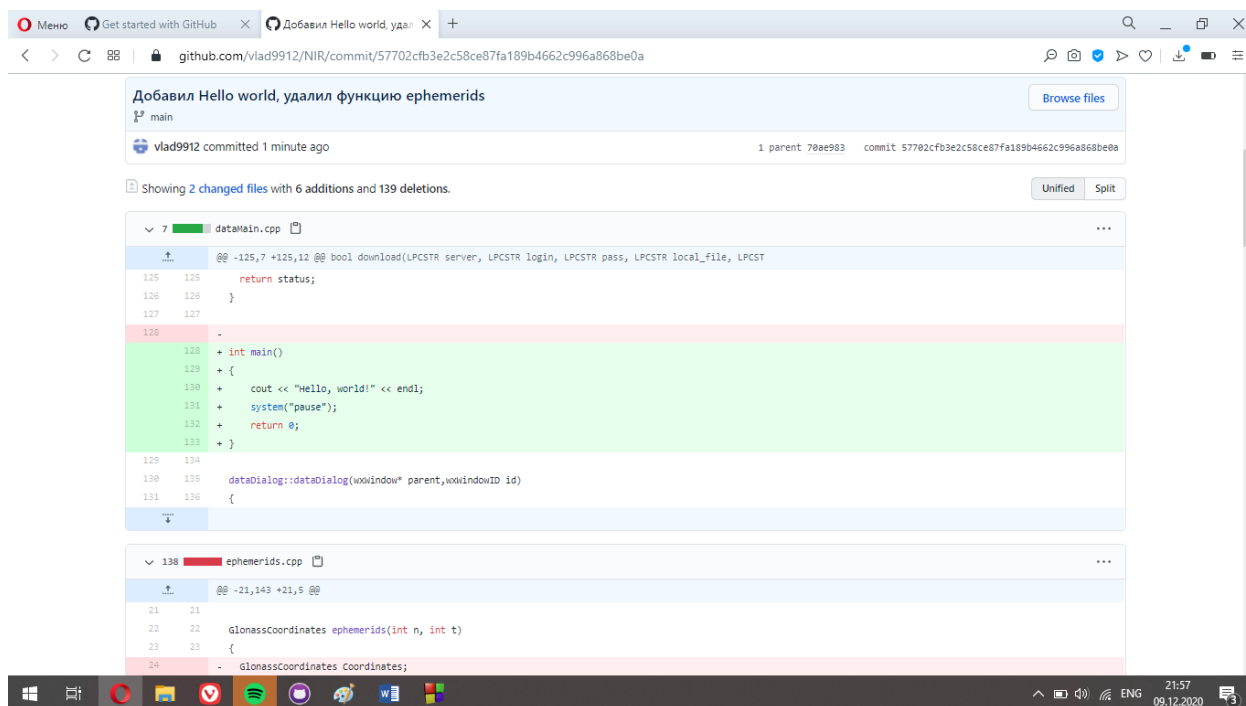 Меню Get started with GitHub Добавил Hello world, удал
github.com/vlad9912/NIR/commit/57702cfb3e2c58ce87fa189b4662c996a868be0a
Добавил Hello world, удалил функцию ephemerids
Browse files
main
vlad9912 committed 1 minute ago
1 parent 70ae983 commit 57702cfb3e2c58ce87fa189b4662c996a868be0a
Showing 2 changed files with 6 additions and 139 deletions.
Unified Split
7 dataMain.cpp
@@ -125,7 +125,12 @@ bool download(LPCSTR server, LPCSTR login, LPCSTR pass, LPCSTR local_file, LPCST
125 125 return status;
126 126 }
127 127
128 -
128 + int main()
129 + {
130 + cout << "Hello, world!" << endl;
131 + system("pause");
132 + return 0;
133 + }
129 134
130 135 dataDialog::dataDialog(wxWindow* parent,wxWindowID id)
131 136 {
138 ephemerids.cpp
@@ -21,143 +21,5 @@
21 21
22 22 GlonassCoordinates ephemerids(int n, int t)
23 23 {
24 - GlonassCoordinates Coordinates;
ENG
21:57
09.12.2020
3